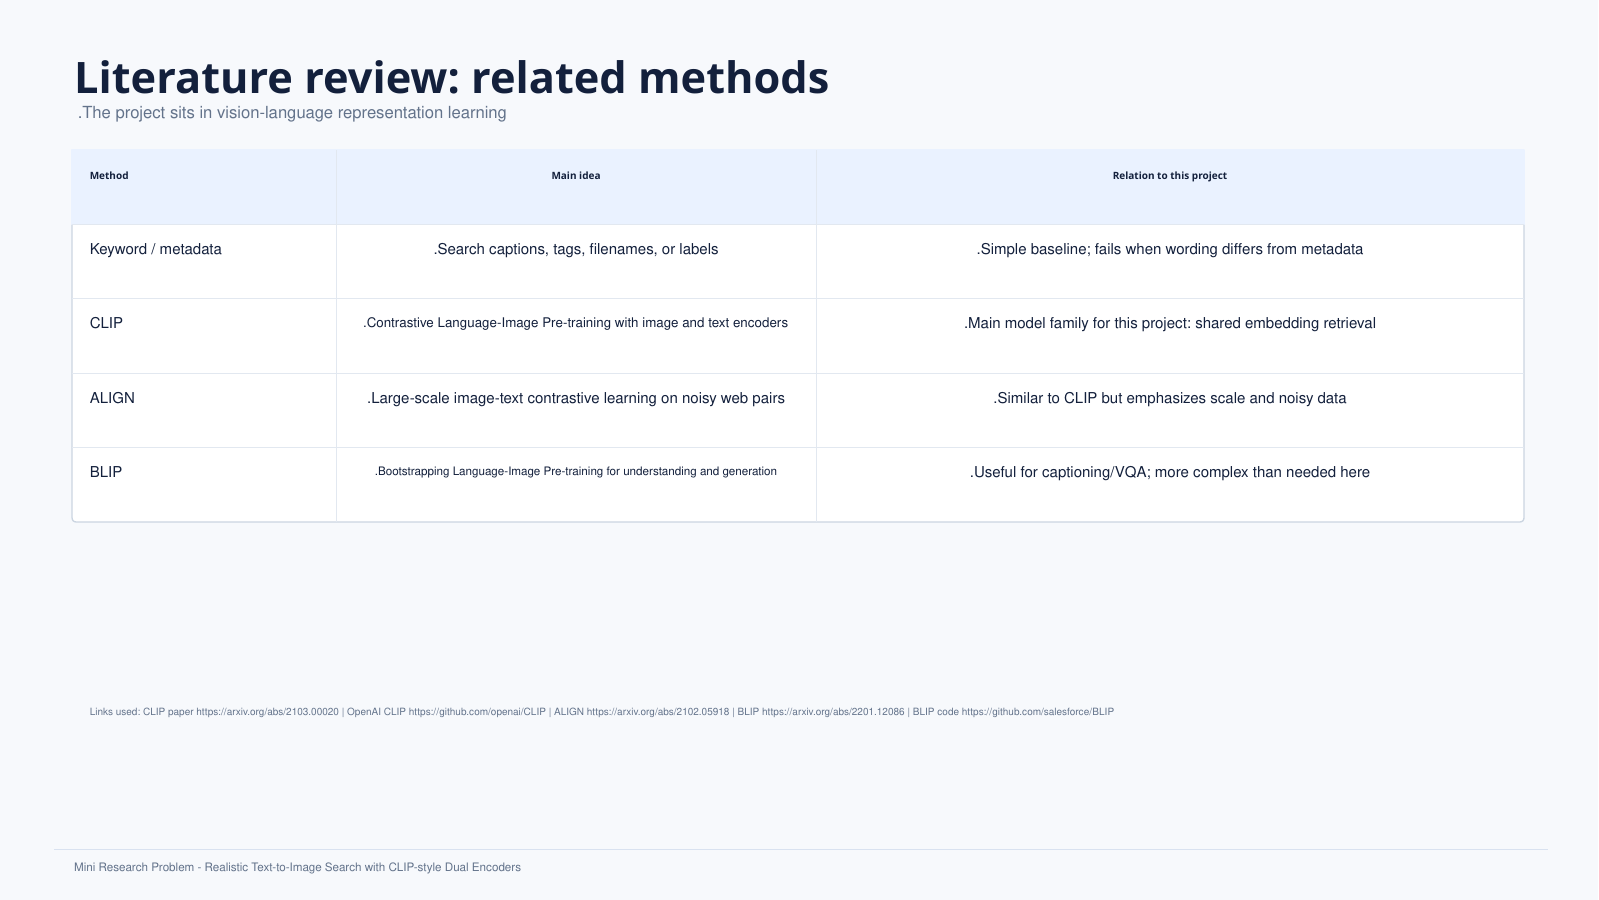 Literature review: related methods
.The project sits in vision-language representation learning
Method Main idea Relation to this project
Keyword / metadata .Search captions, tags, filenames, or labels .Simple baseline; fails when wording differs from metadata
CLIP .Contrastive Language-Image Pre-training with image and text encoders .Main model family for this project: shared embedding retrieval
ALIGN .Large-scale image-text contrastive learning on noisy web pairs .Similar to CLIP but emphasizes scale and noisy data
BLIP .Bootstrapping Language-Image Pre-training for understanding and generation .Useful for captioning/VQA; more complex than needed here
Links used: CLIP paper https://arxiv.org/abs/2103.00020 | OpenAI CLIP https://github.com/openai/CLIP | ALIGN https://arxiv.org/abs/2102.05918 | BLIP https://arxiv.org/abs/2201.12086 | BLIP code https://github.com/salesforce/BLIP
Mini Research Problem - Realistic Text-to-Image Search with CLIP-style Dual Encoders